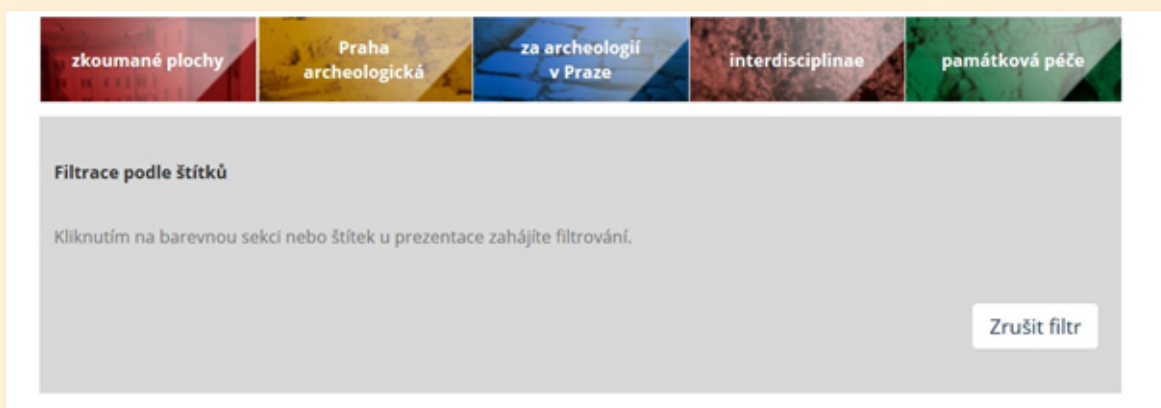 zkoumané plochy
Praha
archeologická
za archeologií
v Praze
interdisciplinae
památková péče
Filtrace podle štítků
Kliknutím na barevnou sekci nebo štítek u prezentace zahájíte filtrování.
Zrušit filtr